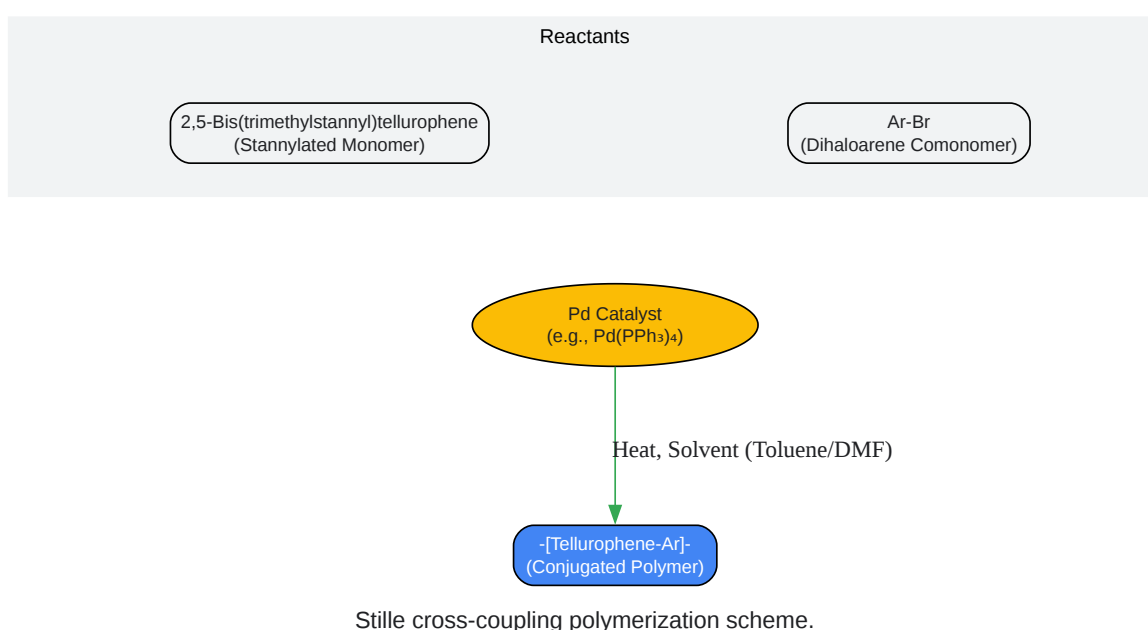 Reactants
2,5-Bis(trimethylstannyl)tellurophene
(Stannylated Monomer)
Ar-Br
(Dihaloarene Comonomer)
Pd Catalyst
(e.g., Pd(PPh₃)₄)
Heat, Solvent (Toluene/DMF)
-[Tellurophene-Ar]-
(Conjugated Polymer)
Stille cross-coupling polymerization scheme.